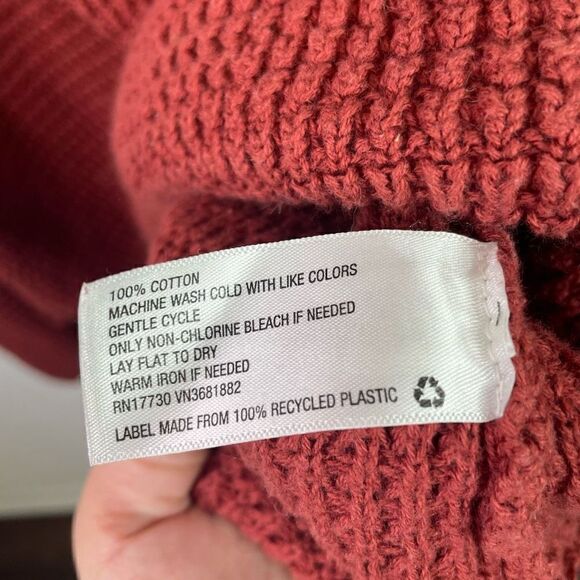 100% COTTON
MACHINE WASH COLD WITH LIKE COLORS
GENTLE CYCLE
ONLY NON-CHLORINE BLEACH IF NEEDED
LAY FLAT TO DRY
WARM IRON IF NEEDED
RN17730 VN3681882
LABEL MADE FROM 100% RECYCLED PLASTIC